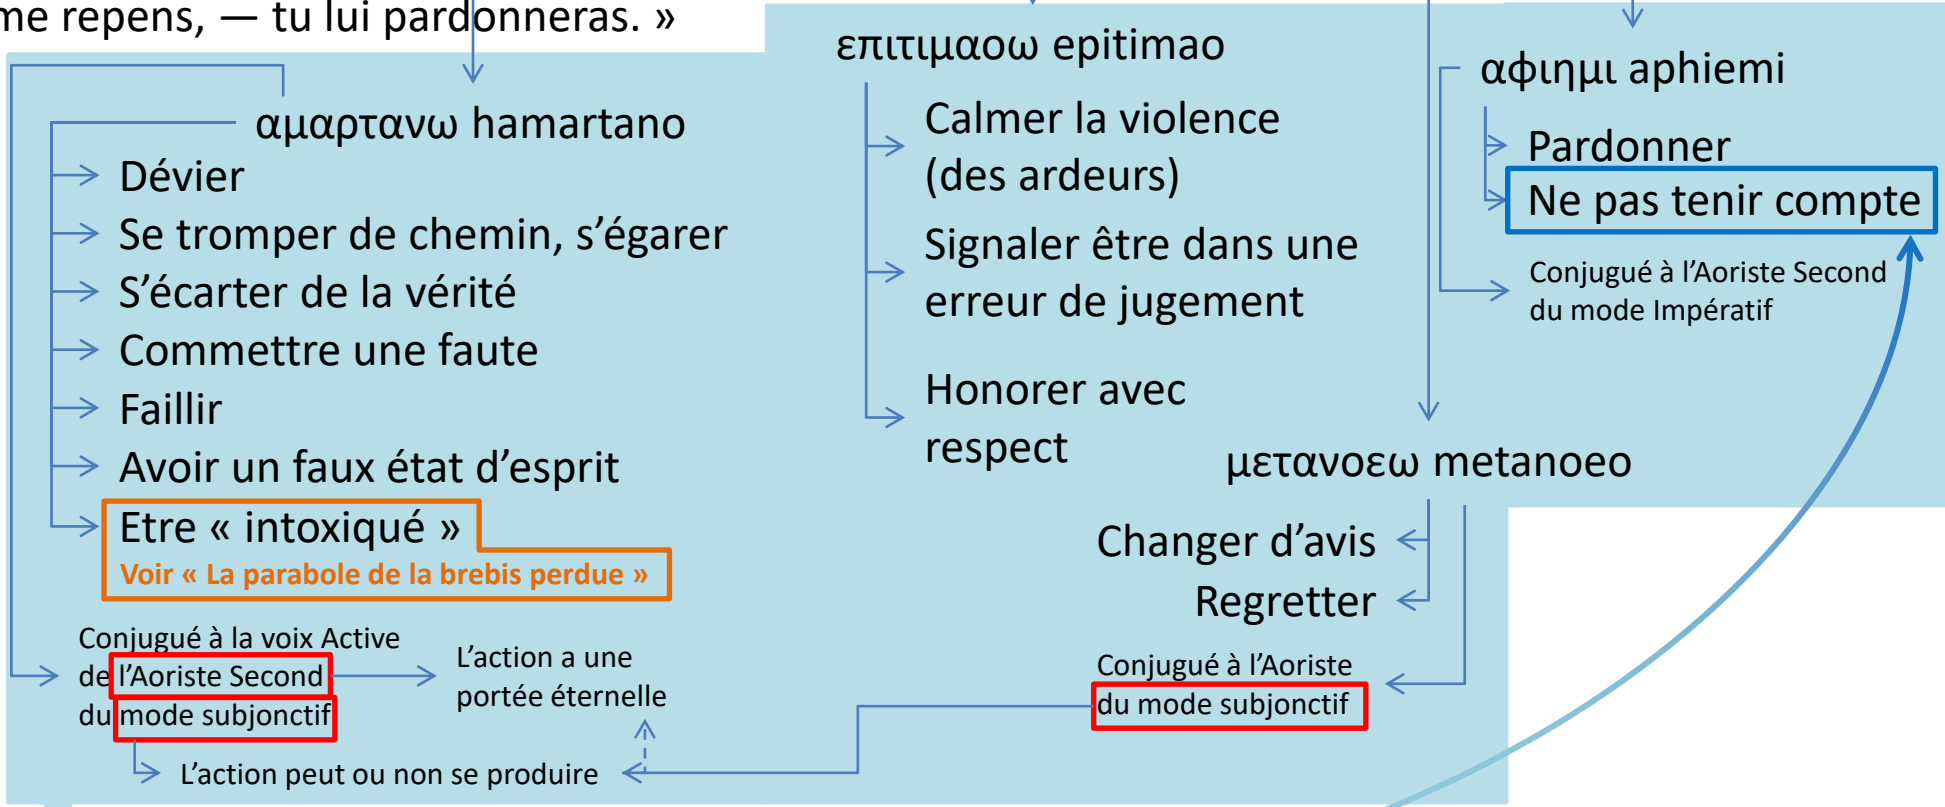 me repens, — tu lui pardonneras. »
αμαρτανω hamartano
Dévier
Se tromper de chemin, s’égarer
S’écarter de la vérité
Commettre une faute
Faillir
Avoir un faux état d’esprit
Etre « intoxiqué »
Voir « La parabole de la brebis perdue »
Conjugué à la voix Active
de l’Aoriste Second
du mode subjonctif
L’action a une
portée éternelle
L’action peut ou non se produire
επιτιμαοω epitimao
Calmer la violence
(des ardeurs)
Signaler être dans une
erreur de jugement
Honorer avec
respect
μετανοεω metanoeo
Changer d’avis
Regretter
Conjugué à l’Aoriste
du mode subjonctif
αφιημι aphiemi
Pardonner
Ne pas tenir compte
Conjugué à l’Aoriste Second
du mode Impératif